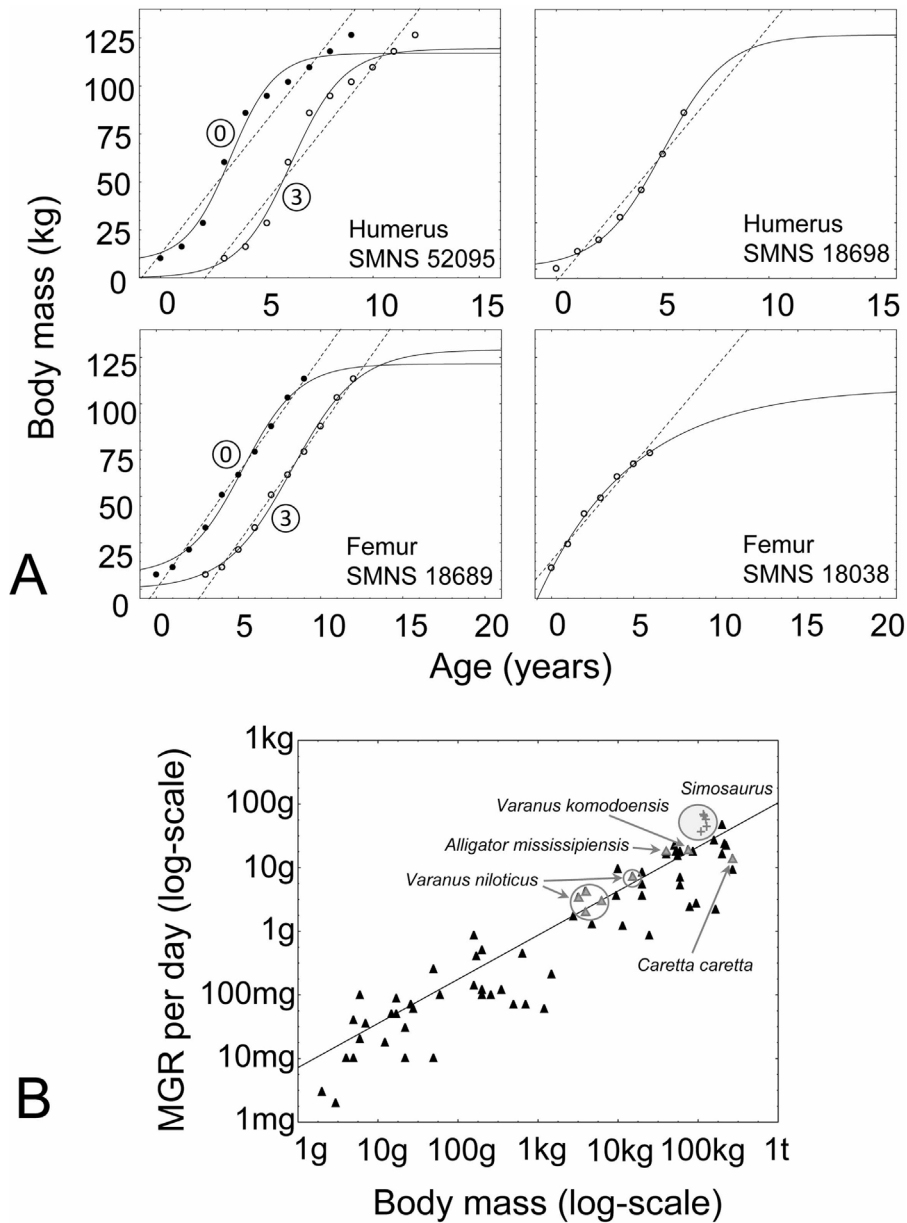 Body mass (kg)
125
100
75
50
25
0
0
3
Humerus
SMNS 52095
0
5
10
15
Humerus
SMNS 18698
0
5
10
15
125
100
75
50
25
0
0
3
Femur
SMNS 18689
0
5
10
15
20
Femur
SMNS 18038
0
5
10
15
20
A
Age (years)
MGR per day (log-scale)
1kg
100g
10g
1g
100mg
10mg
1mg
Simosaurus
Varanus komodoensis
Alligator mississipiensis
Varanus niloticus
Caretta caretta
B
1g
10g
100g
1kg
10kg
100kg
1t
Body mass (log-scale)